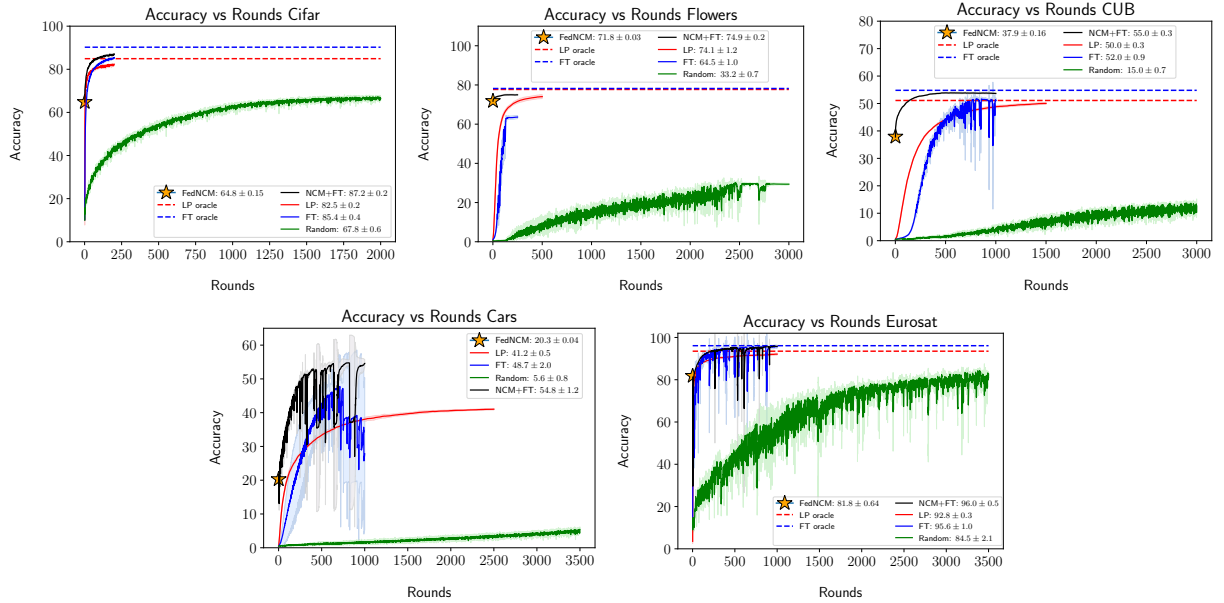 Accuracy vs Rounds Cifar
Accuracy
100
80
60
40
20
0
FedNCM: 64.8 ± 0.15
LP oracle
FT oracle
NCM+FT: 87.2 ± 0.2
LP: 82.5 ± 0.2
FT: 85.4 ± 0.4
Random: 67.8 ± 0.6
0 250 500 750 1000 1250 1500 1750 2000
Rounds
Accuracy vs Rounds Flowers
Accuracy
100
80
60
40
20
0
FedNCM: 71.8 ± 0.03
LP oracle
FT oracle
NCM+FT: 74.9 ± 0.2
LP: 74.1 ± 1.2
FT: 64.5 ± 1.0
Random: 33.2 ± 0.7
0 500 1000 1500 2000 2500 3000
Rounds
Accuracy vs Rounds CUB
Accuracy
80
70
60
50
40
30
20
10
0
FedNCM: 37.9 ± 0.16
LP oracle
FT oracle
NCM+FT: 55.0 ± 0.3
LP: 50.0 ± 0.3
FT: 52.0 ± 0.9
Random: 15.0 ± 0.7
0 500 1000 1500 2000 2500 3000
Rounds
Accuracy vs Rounds Cars
Accuracy
60
50
40
30
20
10
0
FedNCM: 20.3 ± 0.04
LP: 41.2 ± 0.5
FT: 48.7 ± 2.0
Random: 5.6 ± 0.8
NCM+FT: 54.8 ± 1.2
0 500 1000 1500 2000 2500 3000 3500
Rounds
Accuracy vs Rounds Eurosat
Accuracy
100
80
60
40
20
0
FedNCM: 81.8 ± 0.64
LP oracle
FT oracle
NCM+FT: 96.0 ± 0.5
LP: 92.8 ± 0.3
FT: 95.6 ± 1.0
Random: 84.5 ± 2.1
0 500 1000 1500 2000 2500 3000 3500
Rounds